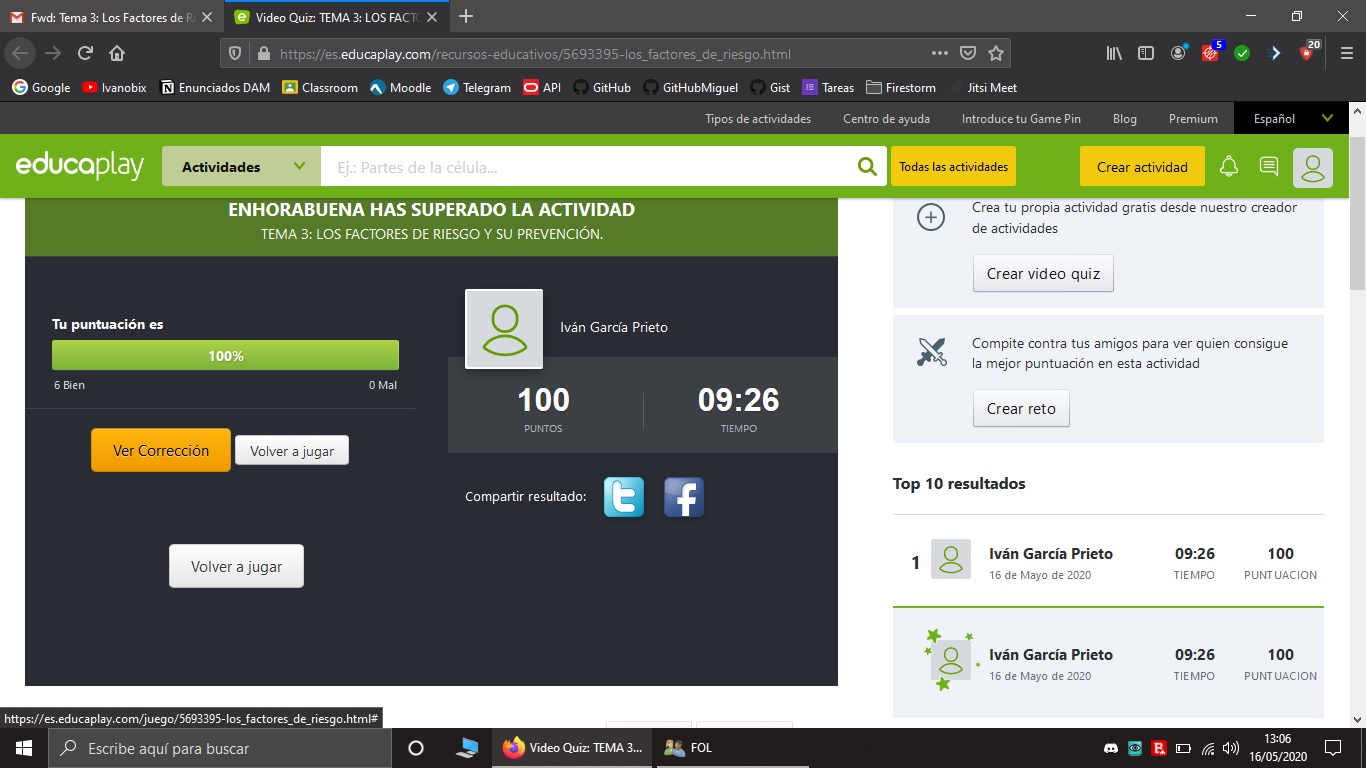 Fwd: Tema 3: Los Factores de R
Video Quiz: TEMA 3: LOS FACTO
https://es.educaplay.com/recursos-educativos/5693395-los_factores_de_riesgo.html
5
20
Google
Ivanobix
Enunciados DAM
Classroom
Moodle
Telegram
API
GitHub
GitHubMiguel
Gist
Tareas
Firestorm
Jitsi Meet
Tipos de actividades
Centro de ayuda
Introduce tu Game Pin
Blog
Premium
Español
educaplay
Actividades
Ej.: Partes de la célula...
Todas las actividades
Crear actividad
ENHORABUENA HAS SUPERADO LA ACTIVIDAD
TEMA 3: LOS FACTORES DE RIESGO Y SU PREVENCIÓN.
Tu puntuación es
100%
6 Bien
0 Mal
Ver Corrección
Volver a jugar
Volver a jugar
Iván García Prieto
100
PUNTOS
09:26
TIEMPO
Compartir resultado:
Crea tu propia actividad gratis desde nuestro creador
de actividades
Crear video quiz
Compite contra tus amigos para ver quien consigue
la mejor puntuación en esta actividad
Crear reto
Top 10 resultados
1
Iván García Prieto
16 de Mayo de 2020
09:26
TIEMPO
100
PUNTUACION
Iván García Prieto
16 de Mayo de 2020
09:26
TIEMPO
100
PUNTUACION
https://es.educaplay.com/juego/5693395-los_factores_de_riesgo.html#
Escribe aquí para buscar
Video Quiz: TEMA 3...
FOL
13:06
16/05/2020